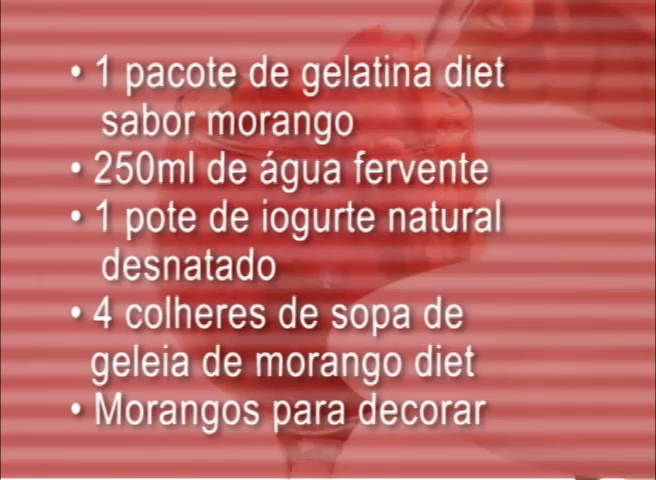 • 1 pacote de gelatina diet
sabor morango
• 250ml de água fervente
• 1 pote de iogurte natural
desnatado
• 4 colheres de sopa de
geleia de morango diet
• Morangos para decorar